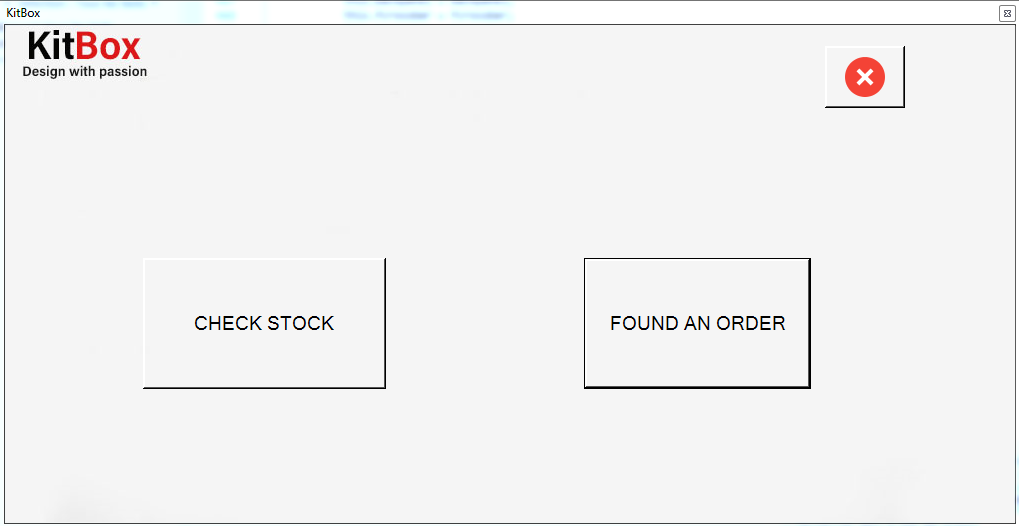 KitBox
KitBox
Design with passion
CHECK STOCK
FOUND AN ORDER